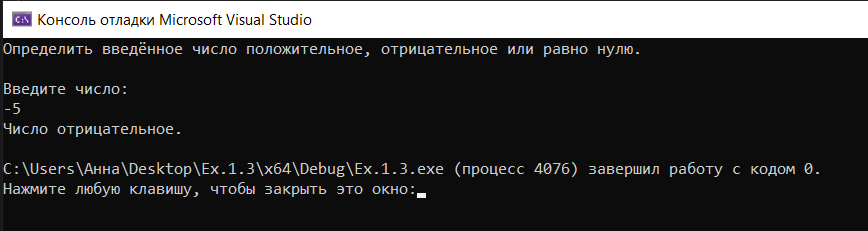 Консоль отладки Microsoft Visual Studio
Определить введённое число положительное, отрицательное или равно нулю.
Введите число:
-5
Число отрицательное.
C:\Users\Анна\Desktop\Ex.1.3\x64\Debug\Ex.1.3.exe (процесс 4076) завершил работу с кодом 0.
Нажмите любую клавишу, чтобы закрыть это окно: